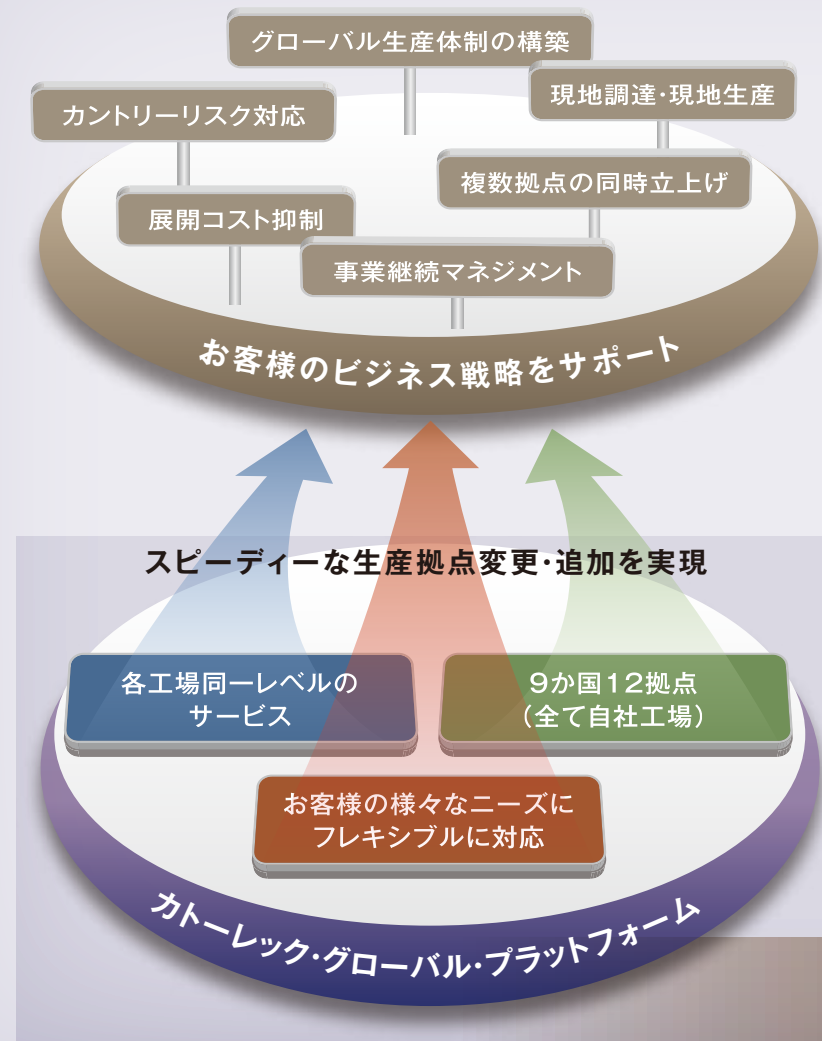 グローバル生産体制の構築
現地調達・現地生産
カントリーリスク対応
複数拠点の同時立上げ
展開コスト抑制
事業継続マネジメント
お客様のビジネス戦略をサポート
スピーディーな生産拠点変更・追加を実現
各工場同一レベルの
サービス
9か国12拠点
（全て自社工場）
お客様の様々なニーズに
フレキシブルに対応
カトーレック・グローバル・プラットフォーム